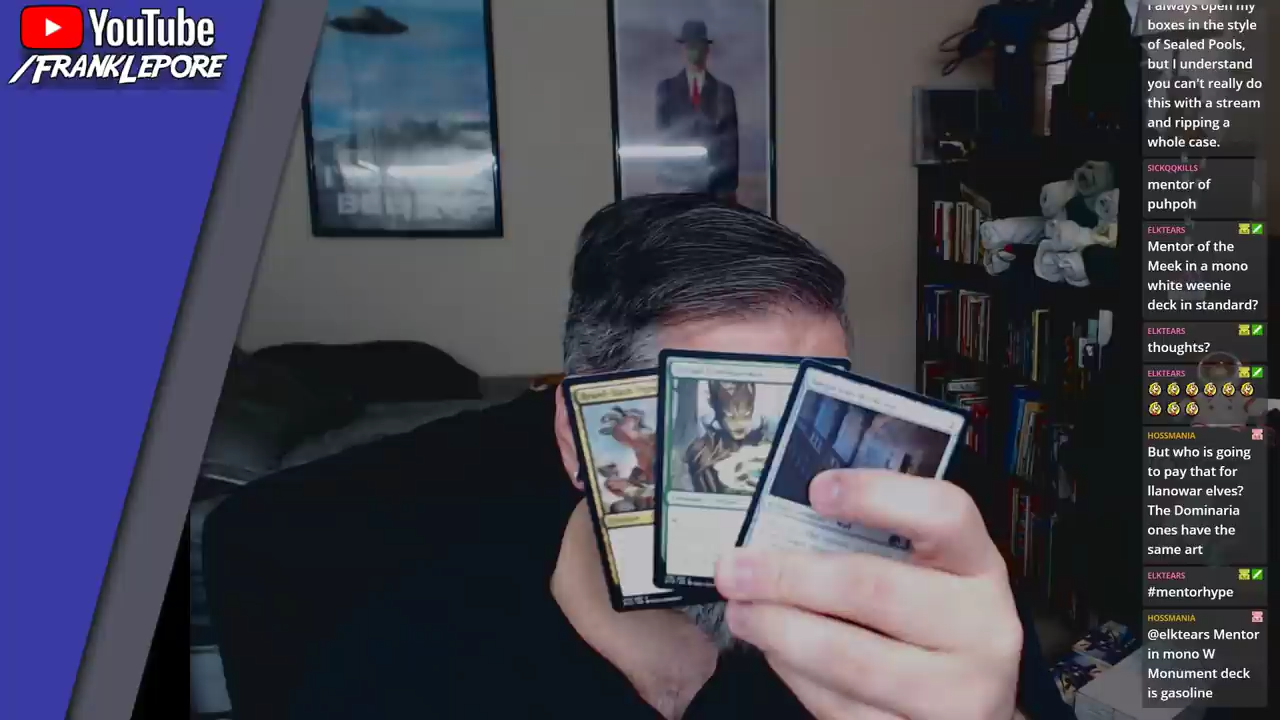 YouTube
/FRANKLEPORE
I always open my
boxes in the style
of Sealed Pools,
but I understand
you can't really do
this with a stream
and ripping a
whole case.
SICKQQKILLS
mentor of
puhpoh
ELKTEARS
Mentor of the
Meek in a mono
white weenie
deck in standard?
ELKTEARS
thoughts?
ELKTEARS
HOSSMANIA
But who is going
to pay that for
llanowar elves?
The Dominaria
ones have the
same art
ELKTEARS
#mentorhype
HOSSMANIA
@elktears Mentor
in mono W
Monument deck
is gasoline